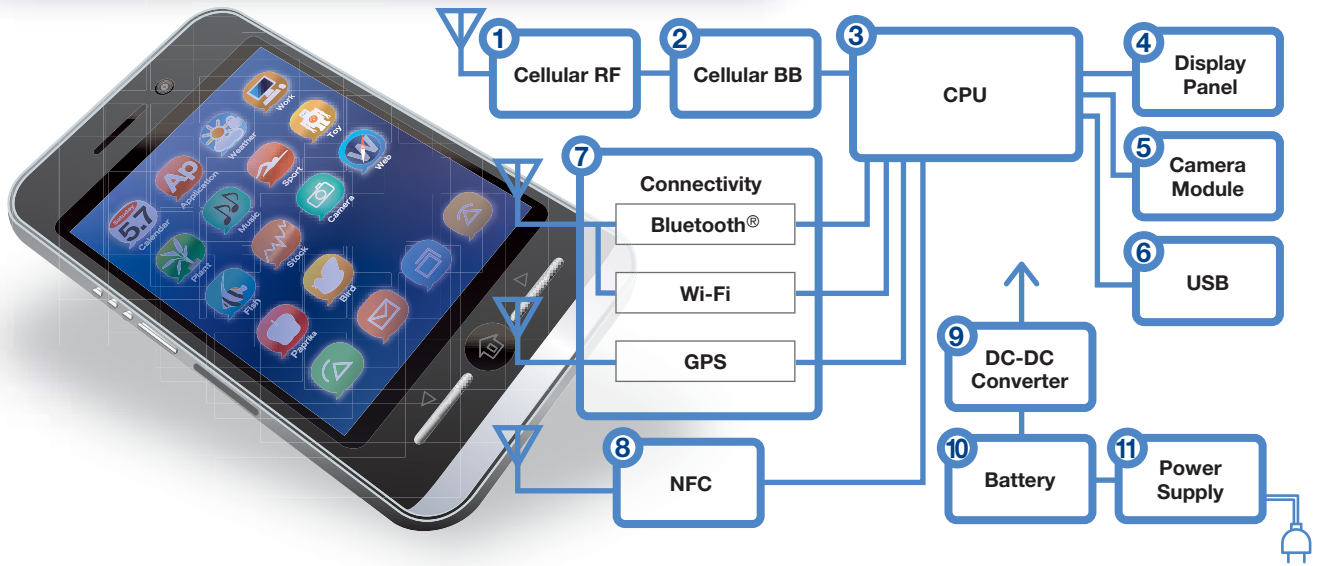 1
Cellular RF
2
Cellular BB
3
CPU
4
Display
Panel
5
Camera
Module
6
USB
7
Connectivity
Bluetooth®
Wi-Fi
GPS
8
NFC
9
DC-DC
Converter
10
Battery
11
Power
Supply
Work
Toy
Web
Weather
Sport
Camera
Ap
Application
Music
Stock
Bird
Saturday
5.7
Calendar
Plant
Fish
Paprika
W